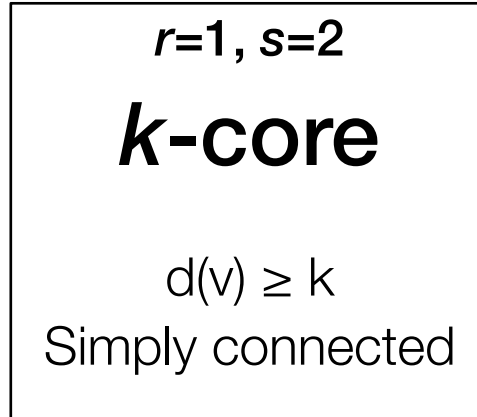 r=1, s=2
k-core
d(v) ≥ k
Simply connected